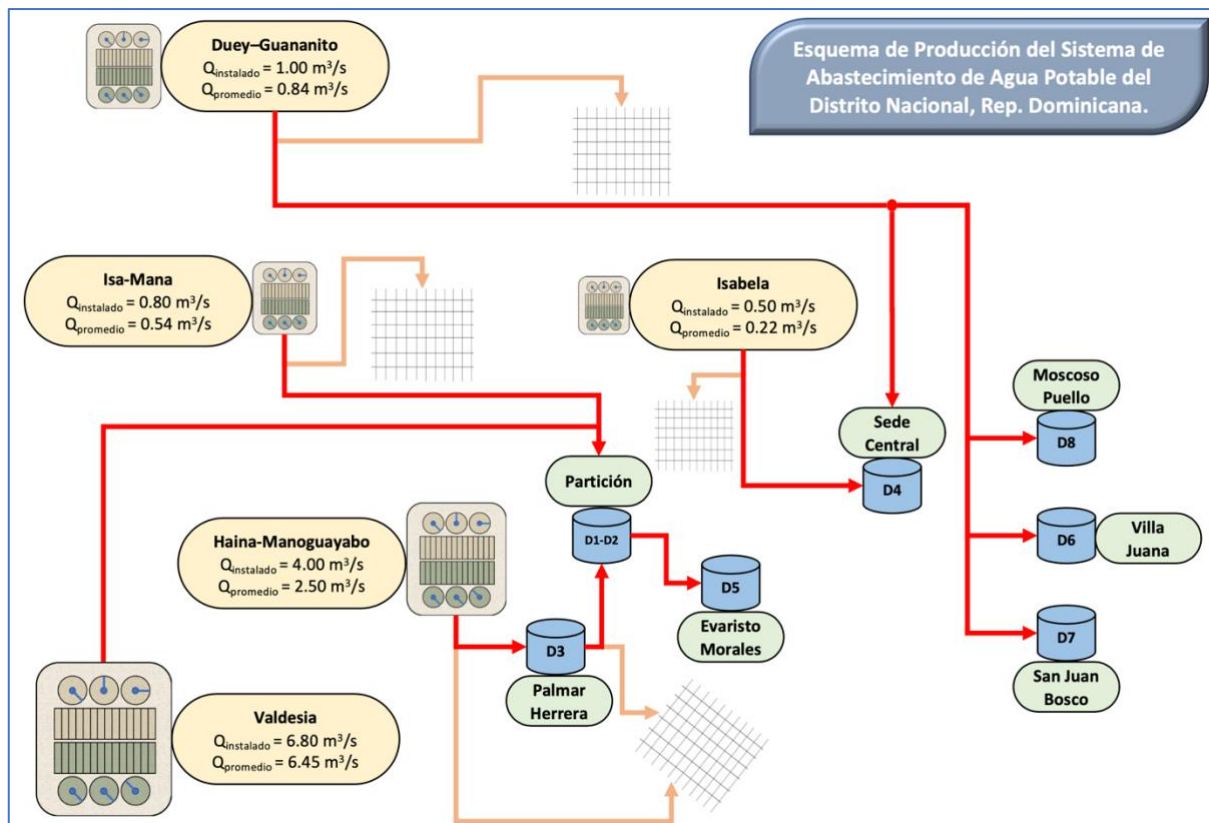 Duey–Guananito
Qinstalado = 1.00 m³/s
Qpromedio = 0.84 m³/s
Esquema de Producción del Sistema de
Abastecimiento de Agua Potable del
Distrito Nacional, Rep. Dominicana.
Isa-Mana
Qinstalado = 0.80 m³/s
Qpromedio = 0.54 m³/s
Isabela
Qinstalado = 0.50 m³/s
Qpromedio = 0.22 m³/s
Moscoso
Puello
D8
Sede
Central
D4
Partición
D1-D2
Haina-Manoguayabo
Qinstalado = 4.00 m³/s
Qpromedio = 2.50 m³/s
D6
Villa
Juana
D5
Evaristo
Morales
D3
Palmar
Herrera
D7
San Juan
Bosco
Valdesia
Qinstalado = 6.80 m³/s
Qpromedio = 6.45 m³/s